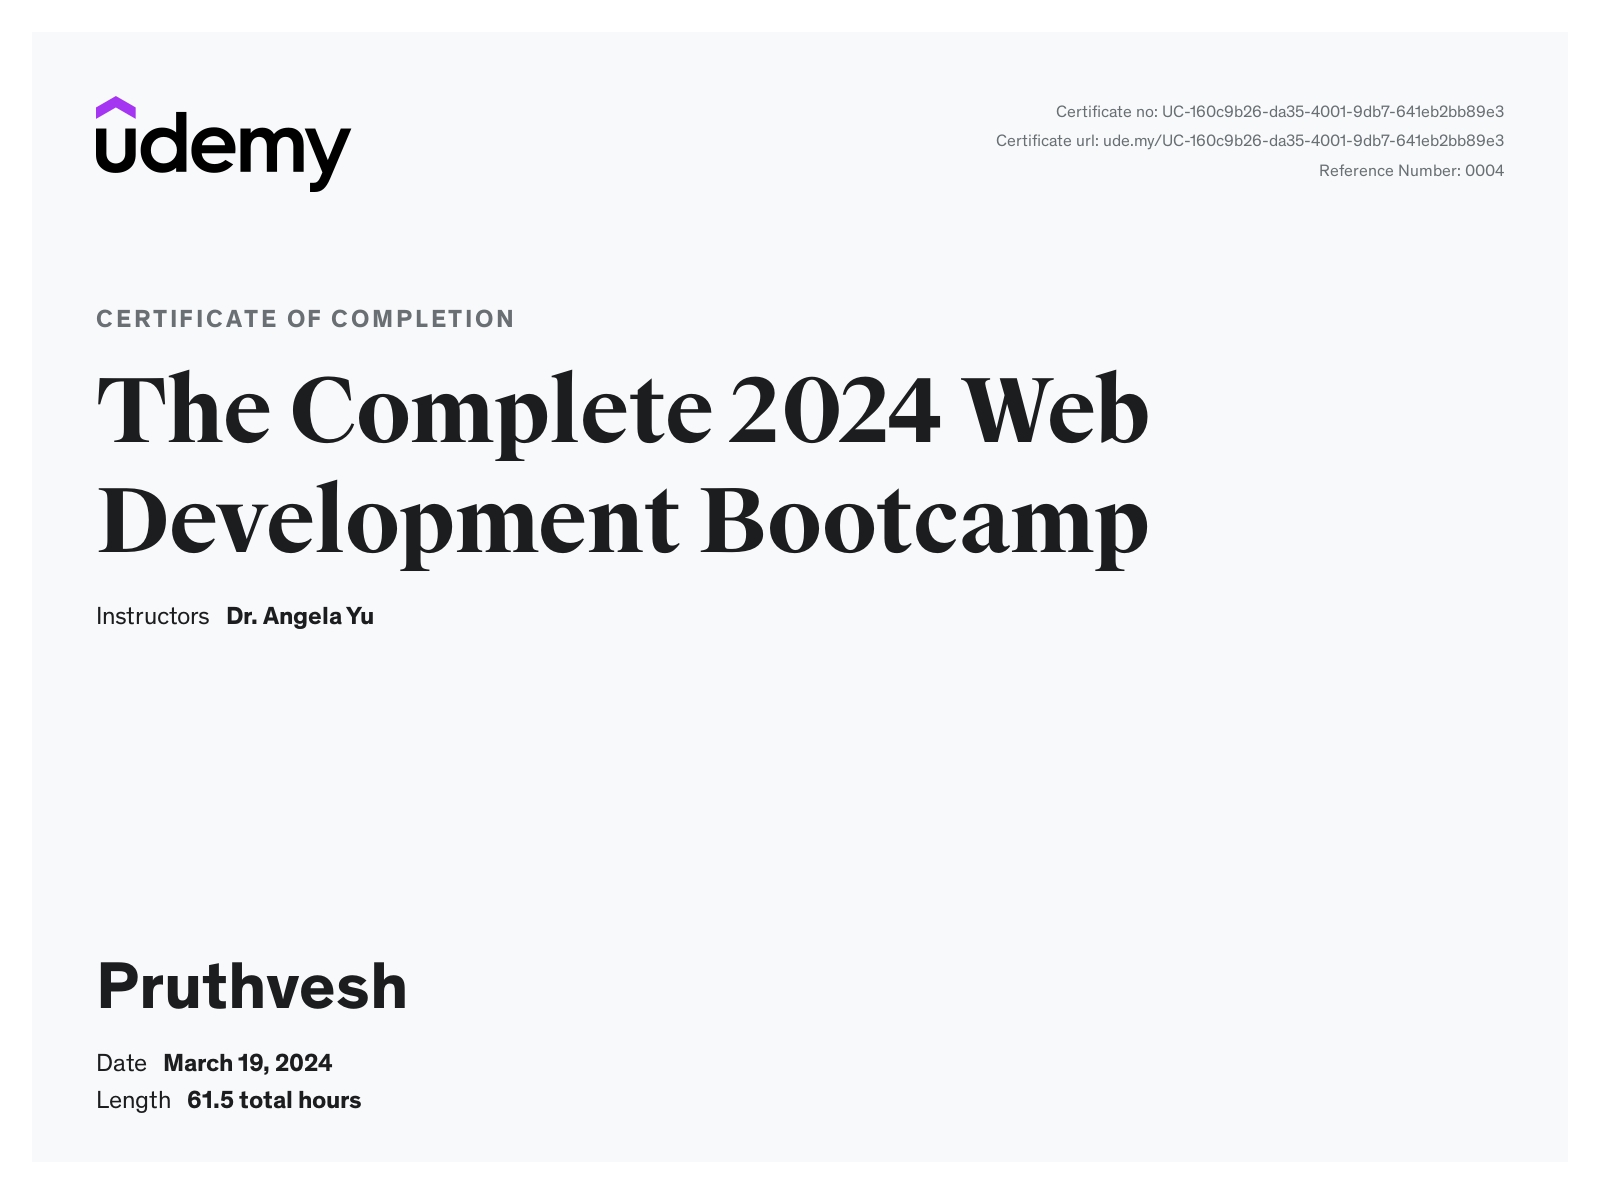 udemy
Certificate no: UC-160c9b26-da35-4001-9db7-641eb2bb89e3
Certificate url: ude.my/UC-160c9b26-da35-4001-9db7-641eb2bb89e3
Reference Number: 0004
CERTIFICATE OF COMPLETION
The Complete 2024 Web
Development Bootcamp
Instructors Dr. Angela Yu
Pruthvesh
Date March 19, 2024
Length 61.5 total hours